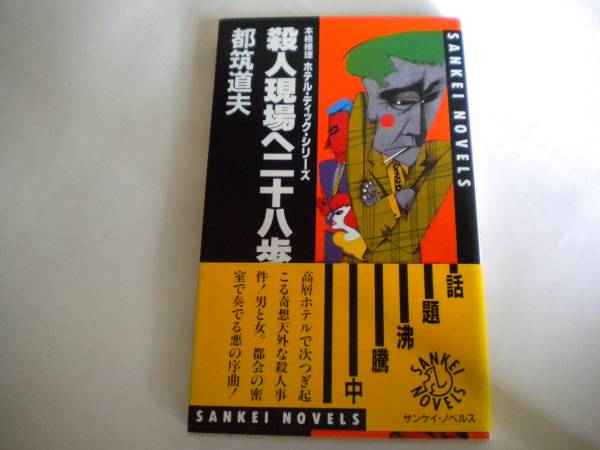 本格推理 ホテル・ディック・シリーズ
殺人現場へ二十八歩
都筑道夫
SANKEI NOVELS
話題沸騰中
高層ホテルで次つぎ起
こる奇想天外な殺人事
件!男と女。都会の密
室で奏でる悪の序曲!
SANKEI
NOVELS
サンケイ・ノベルス
SANKEI NOVELS